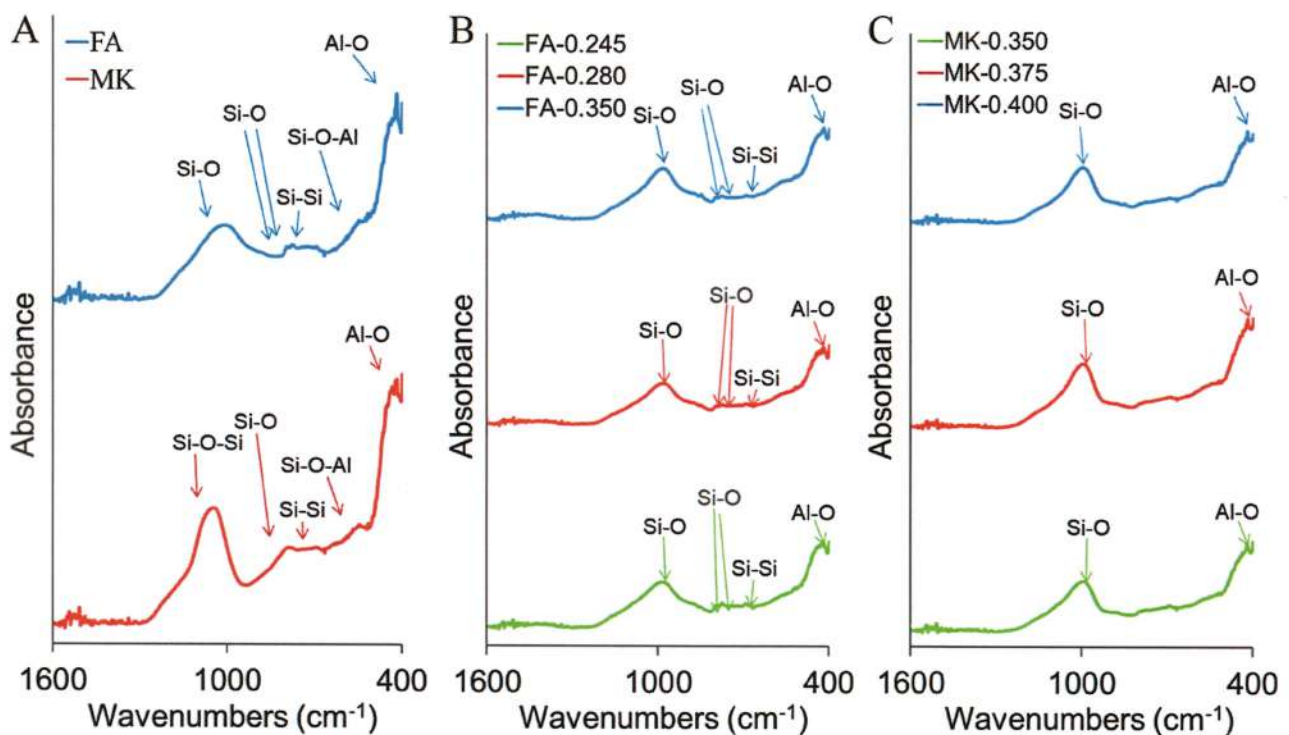 A
FA
MK
Al-O
Si-O
Si-O-Al
Si-O
Si-Si
Al-O
Si-O-Si
Si-O
Si-O-Al
Si-Si
Absorbance
1600
1000
400
Wavenumbers (cm⁻¹)
B
FA-0.245
FA-0.280
FA-0.350
Si-O
Al-O
Si-O
Si-Si
Si-O
Al-O
Si-O
Si-Si
Si-O
Al-O
Si-O
Si-Si
Absorbance
1600
1000
400
Wavenumbers (cm⁻¹)
C
MK-0.350
MK-0.375
MK-0.400
Al-O
Si-O
Al-O
Si-O
Al-O
Si-O
Absorbance
1600
1000
400
Wavenumbers (cm⁻¹)